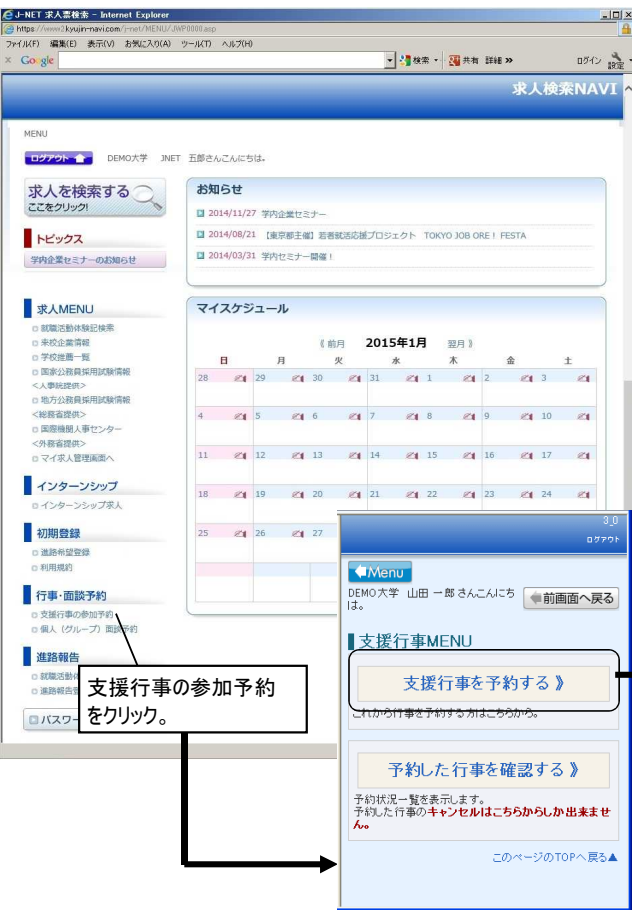 J-NET 求人票検索 - Internet Explorer
https://www2.kyujin-navi.com/j-net/MENU/JWP0000.asp
ファイル(F) 編集(E) 表示(V) お気に入り(A) ツール(T) ヘルプ(H)
× Google 検索 共有 詳細 » ログイン 設定
求人検索NAVI
MENU
ログアウト DEMO大学 JNET 五郎さんこんにちは。
求人を検索する
ここをクリック!
トピックス
学内企業セミナーのお知らせ
お知らせ
2014/11/27 学内企業セミナー
2014/08/21 【東京都主催】若者就活応援プロジェクト TOKYO JOB ORE! FESTA
2014/03/31 学内セミナー開催!
求人MENU
就職活動体験記検索
来校企業情報
学校推薦一覧
国家公務員採用試験情報
<人事院提供>
地方公務員採用試験情報
<総務省提供>
国際機関人事センター
<外務省提供>
マイ求人管理画面へ
インターンシップ
インターンシップ求人
初期登録
進路希望登録
利用規約
行事・面談予約
支援行事の参加予約
個人(グループ)面談予約
進路報告
就職活動体
進路報告登
パスワー
マイスケジュール
《 前月 2015年1月 翌月 》
日 月 火 水 木 金 土
28 29 30 31 1 2 3
4 5 6 7 8 9 10
11 12 13 14 15 16 17
18 19 20 21 22 23 24
25 26 27
支援行事の参加予約
をクリック。
3_0
ログアウト
Menu
DEMO大学 山田 一郎 さんこんにち
は。
前画面へ戻る
支援行事MENU
支援行事を予約する 》
これから行事を予約する方はこちらから。
予約した行事を確認する 》
予約状況一覧を表示します。
予約した行事のキャンセルはこちらからしか出来ませ
ん。
このページのTOPへ戻る▲